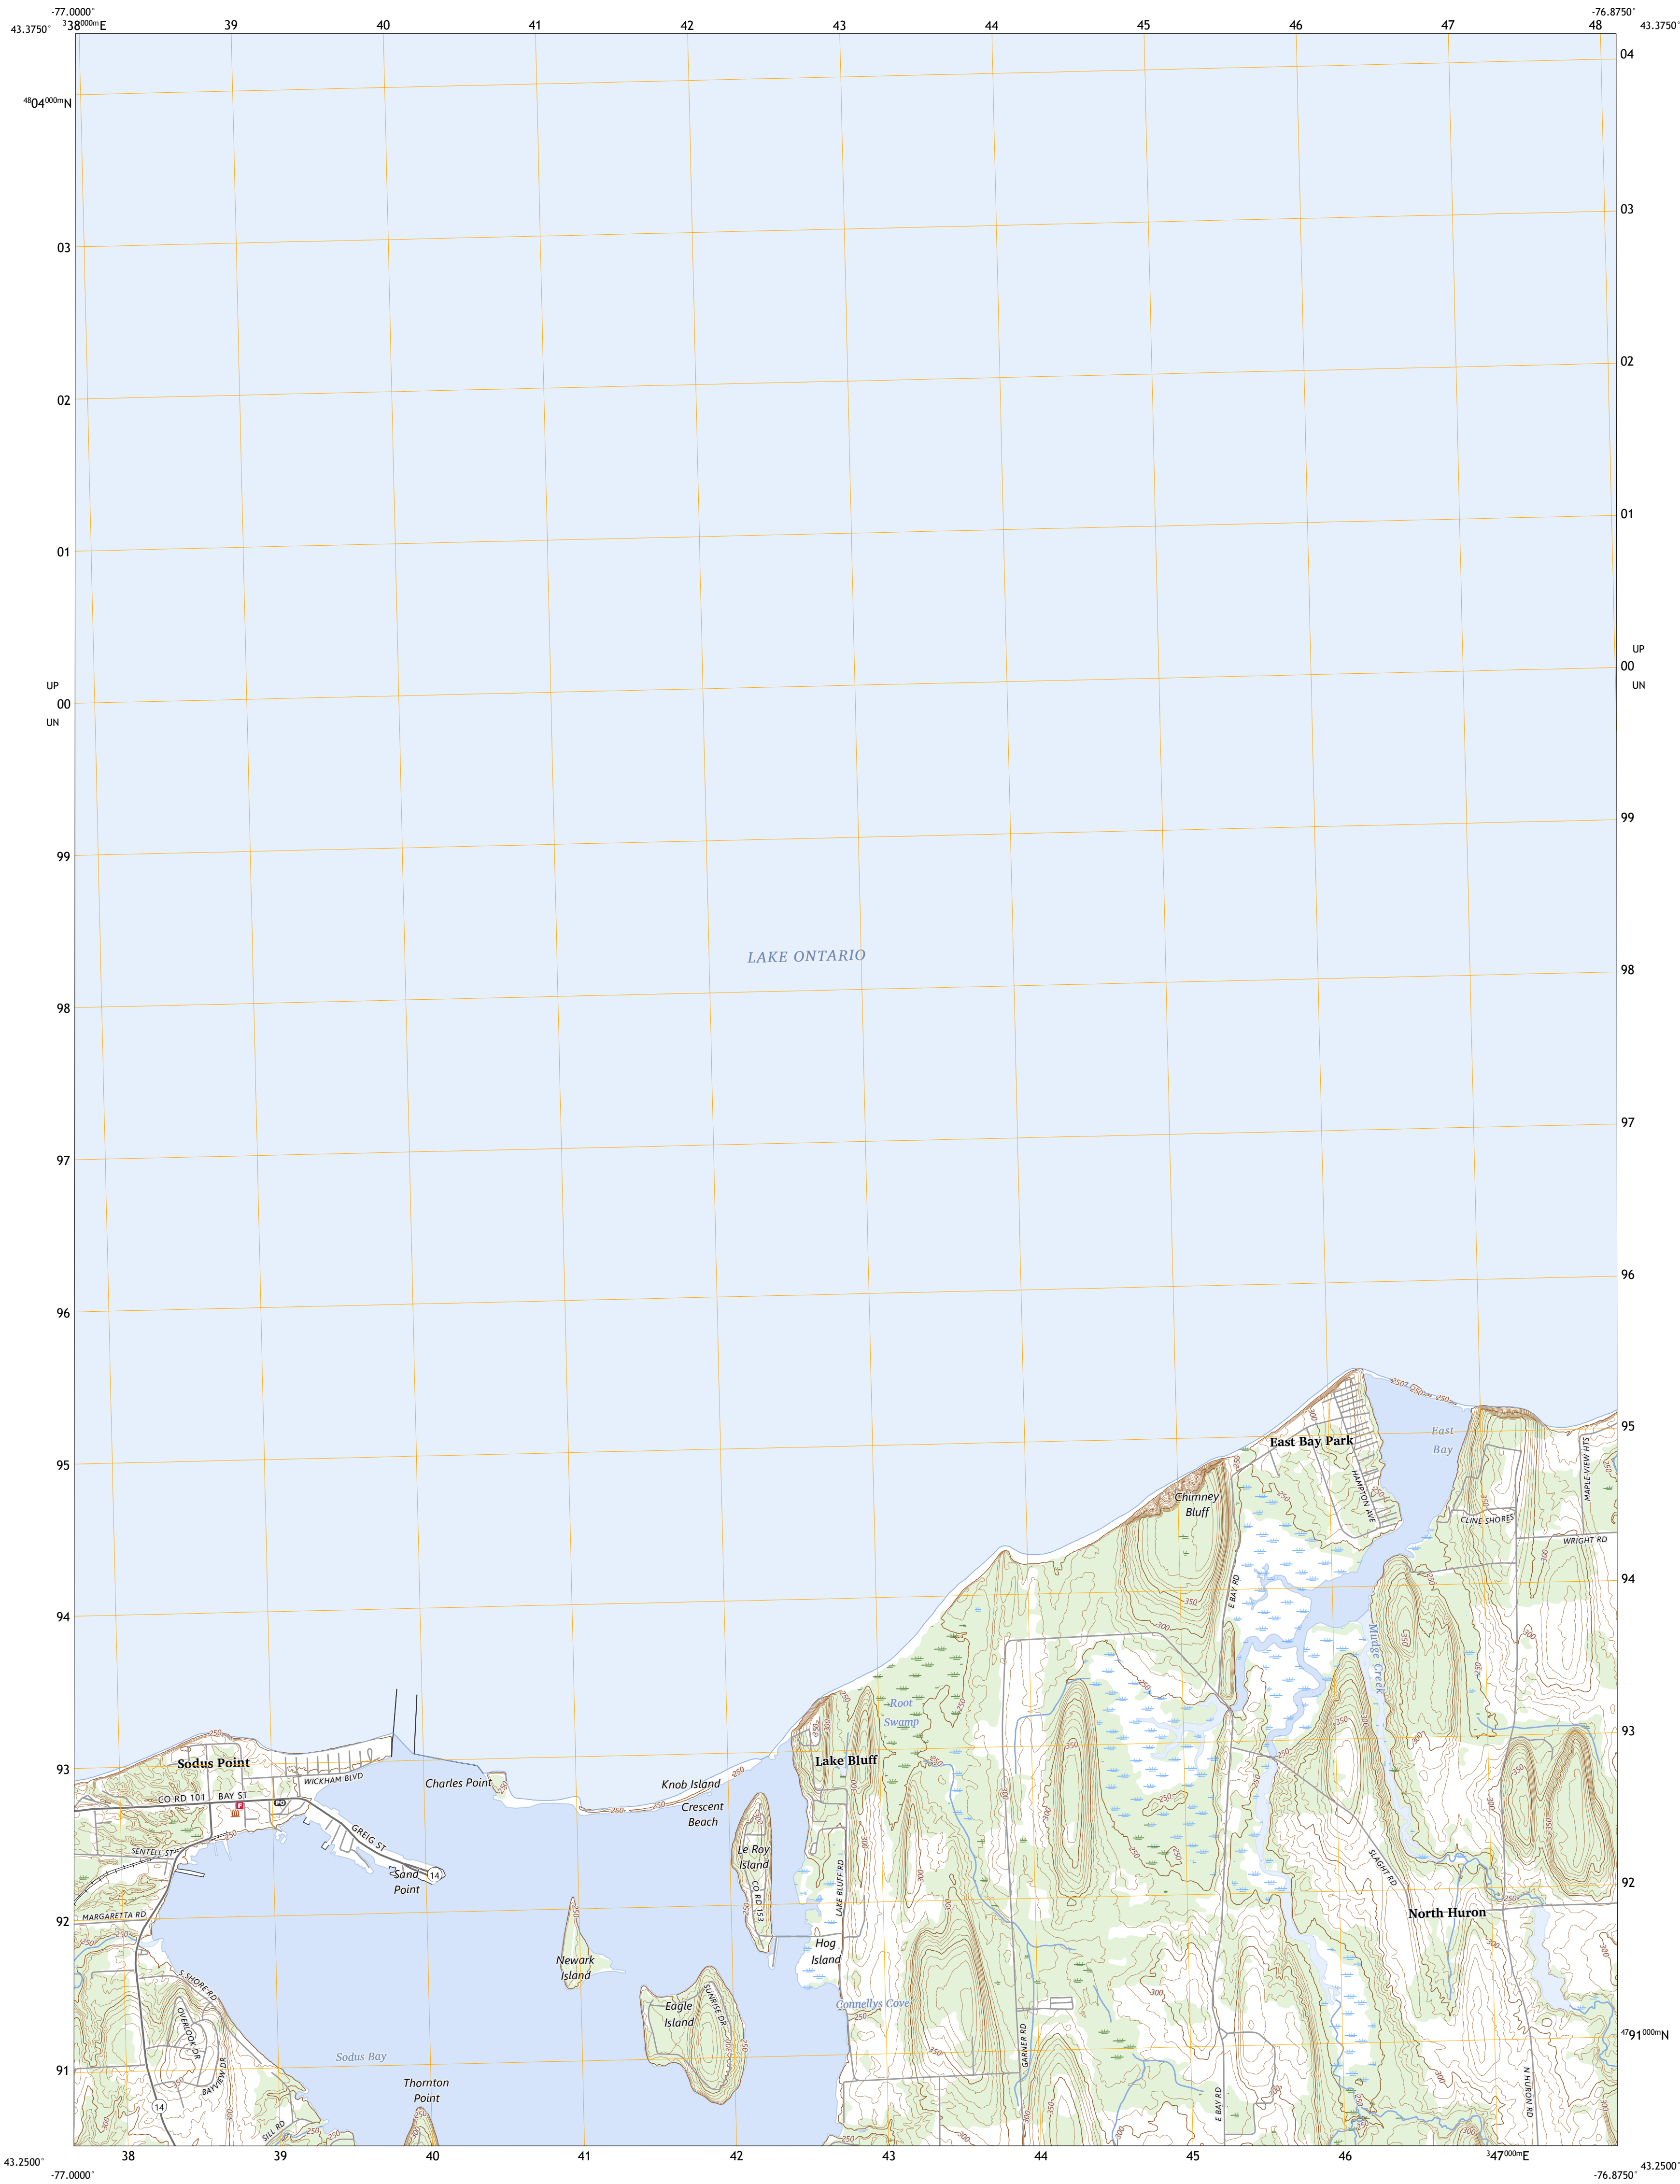 -77.0000°
-76.8750°
43.3750°
³38⁰⁰⁰ᵐE
39
40
41
42
43
44
45
46
47
48
43.3750°
04
⁴⁸04⁰⁰⁰ᵐN
03
03
02
02
01
01
UP
00
UN
UP
00
UN
99
99
LAKE ONTARIO
98
98
97
97
96
96
95
95
East
Bay
East Bay Park
250
250
250
HAMPTON AVE
MAPLE VIEW HTS
Chimney
Bluff
CLINE SHORES
WRIGHT RD
E BAY RD
94
94
350
300
Mudge Creek
Root
Swamp
93
93
Sodus Point
Lake Bluff
WICKHAM BLVD
Charles Point
Knob Island
Crescent
Beach
CO RD 101
BAY ST
PO
F
GREIG ST
SENTELL ST
Sand
Point
14
Le Roy
Island
CO RD 153
LAKE BLUFF RD
SLAGHT RD
92
92
MARGARETTA RD
North Huron
Hog
Island
Newark
Island
Connellys Cove
S SHORE RD
OVERLOOK DR
BAYVIEW DR
Eagle
Island
SUNRISE DR
GARNER RD
⁴⁷91⁰⁰⁰ᵐN
91
Sodus Bay
Thornton
Point
14
SILL RD
E BAY RD
N HURON RD
38
39
40
41
42
43
44
45
46
³47⁰⁰⁰ᵐE
43.2500°
-77.0000°
43.2500°
-76.8750°